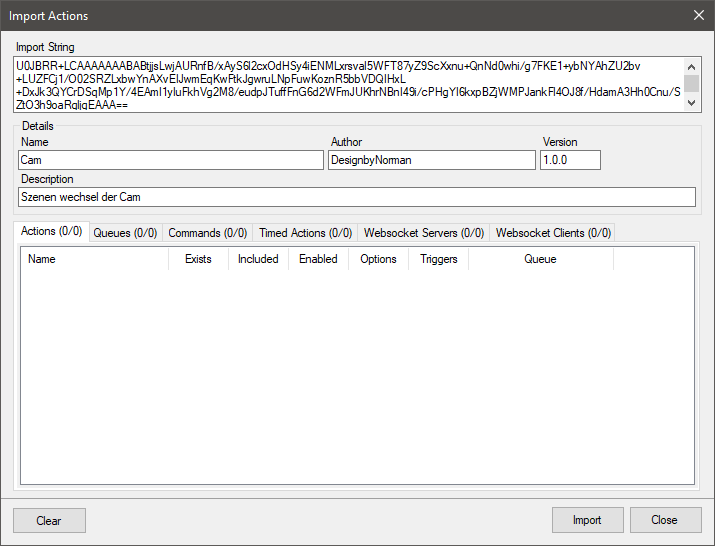 Import Actions
Import String
U0JBRR+LCAAAAAAABABtjjsLwjAURnfB/xAyS6l2cxOdHSy4iENMLxrsval5WFT87yZ9ScXxnu+QnNd0whi/g7FKE1+ybNYAhZU2bv
+LUZFCj1/O02SRZLxbwYnAXvElJwmEqKwFtkJgwruLNpFuwKoznR5bbVDQIHxL
+DxJk3QYCrDSqMp1Y/4EAmI1yIuFkhVg2M8/eudpJTuffFnG6d2WFmJUKhrNBnI49i/cPHgYl6kxpBZjWMPJankFl4OJ8f/HdamA3Hh0Cnu/S
ZtO3h9oaRqljqEAAA==
Details
Name
Author
Version
Cam
DesignbyNorman
1.0.0
Description
Szenen wechsel der Cam
Actions (0/0)
Queues (0/0)
Commands (0/0)
Timed Actions (0/0)
Websocket Servers (0/0)
Websocket Clients (0/0)
Name
Exists
Included
Enabled
Options
Triggers
Queue
Clear
Import
Close